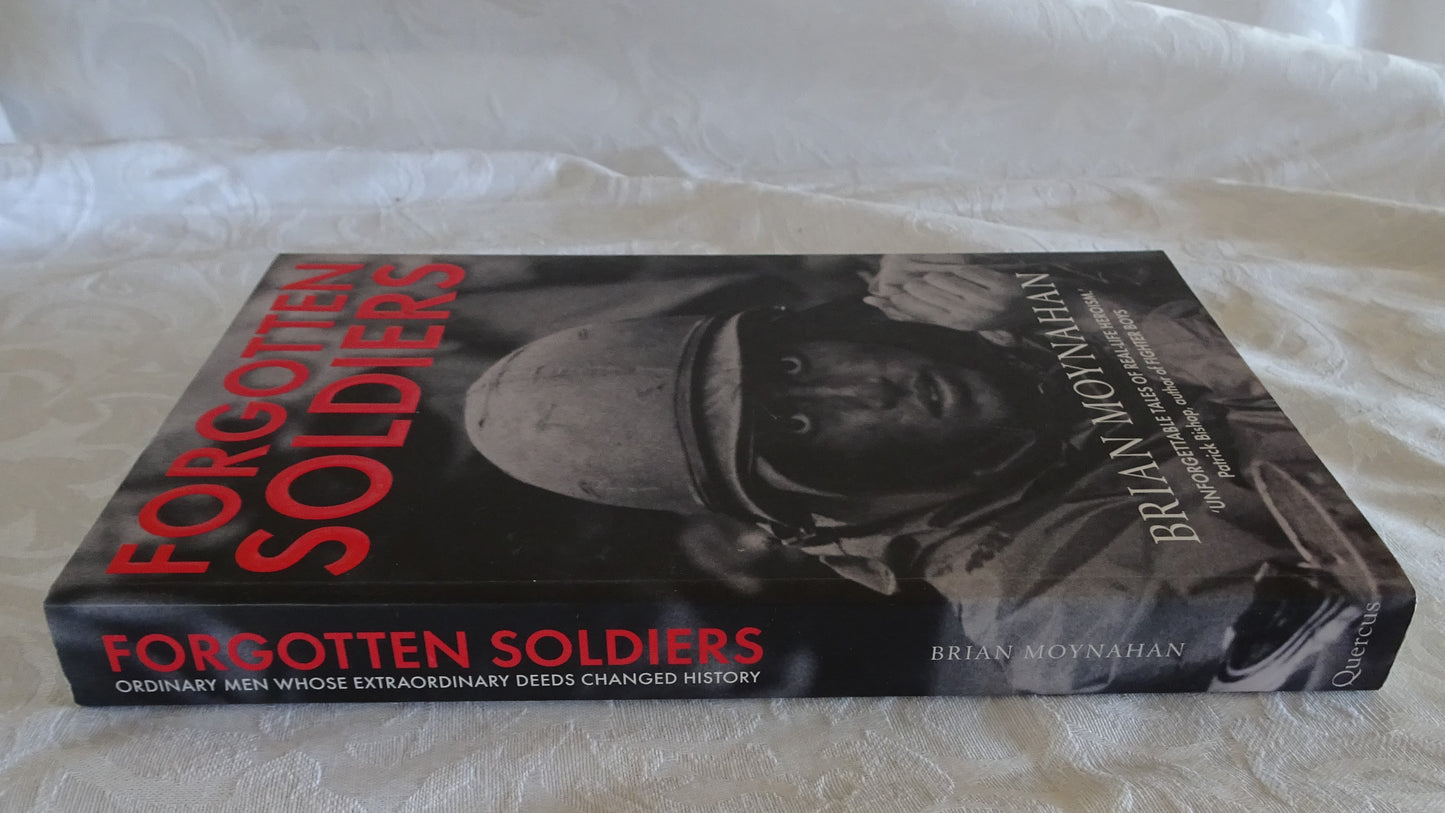 FORGOTTEN
SOLDIERS
BRIAN MOYNAHAN
'UNFORGETTABLE TALES OF REAL-LIFE HEROISM.'
Patrick Bishop, author of FIGHTER BOYS
FORGOTTEN SOLDIERS
ORDINARY MEN WHOSE EXTRAORDINARY DEEDS CHANGED HISTORY
BRIAN MOYNAHAN
Quercus